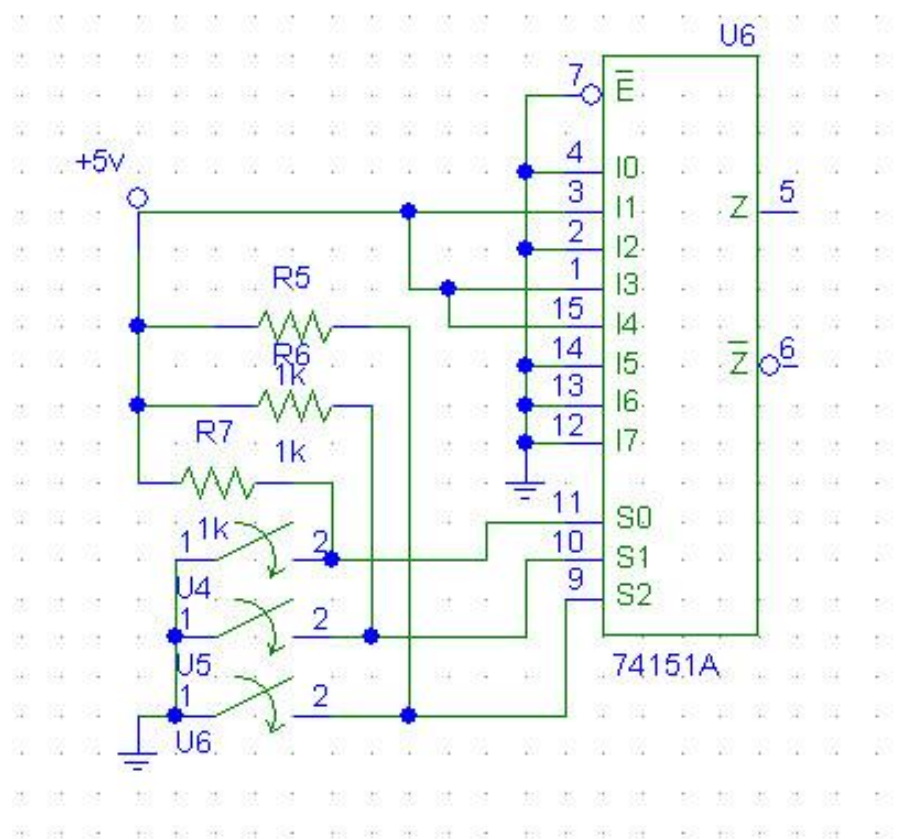 U6
7 E̅
+5v
4 I0
3 I1
Z 5
2 I2
1 I3
R5
15 I4
R6
14 I5
Z̅ 6
1k
13 I6
R7
12 I7
1k
11 S0
1k
1 2
10 S1
9 S2
U4
1 2
U5
74151A
1 2
U6